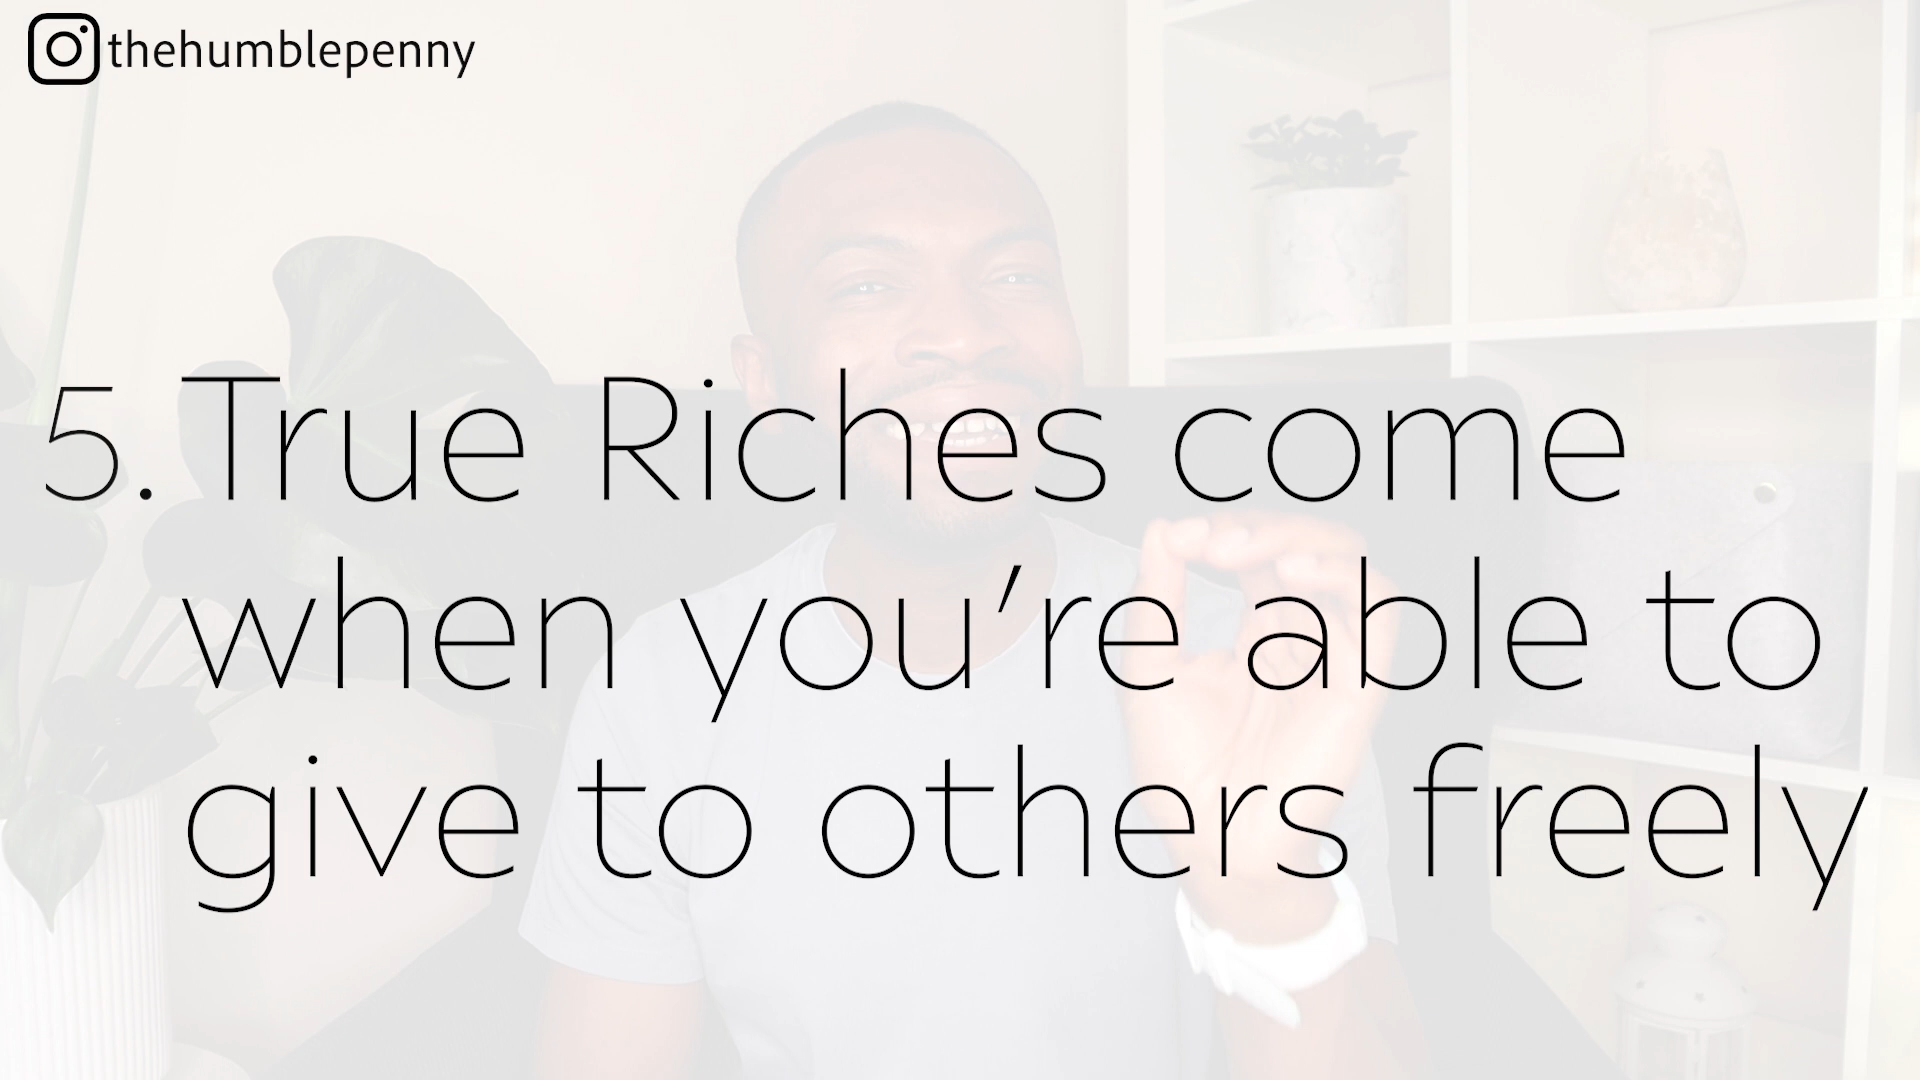 thehumblepenny
5. True Riches come
when you're able to
give to others freely